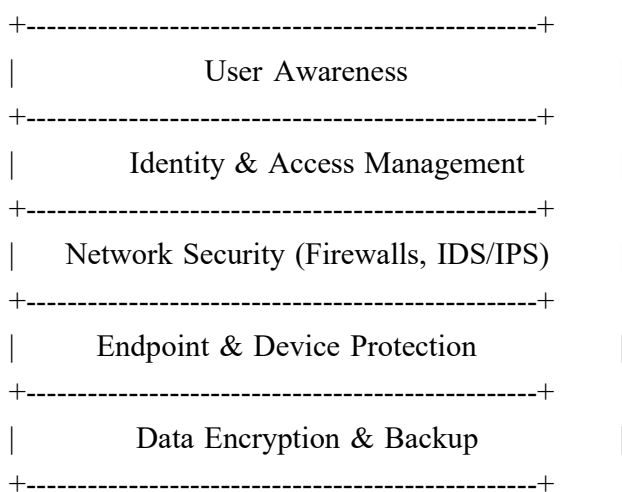 +--------------------------------------------------+
| User Awareness |
+--------------------------------------------------+
| Identity & Access Management |
+--------------------------------------------------+
| Network Security (Firewalls, IDS/IPS) |
+--------------------------------------------------+
| Endpoint & Device Protection |
+--------------------------------------------------+
| Data Encryption & Backup |
+--------------------------------------------------+